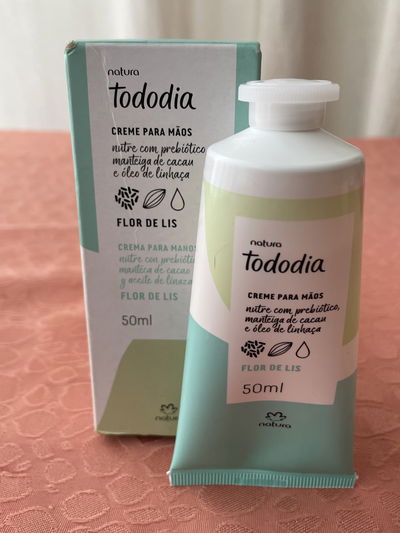 natura
Tododia
CREME PARA MÃOS
nutre com prebiótico,
manteiga de cacau
e óleo de linhaça
FLOR DE LIS
CREMA PARA MANOS
nutre con prebiótico
manteca de cacao
y aceite de linaza
FLOR DE LIS
50ml
natura
natura
Tododia
CREME PARA MÃOS
nutre com prebiótico,
manteiga de cacau
e óleo de linhaça
FLOR DE LIS
50ml
natura